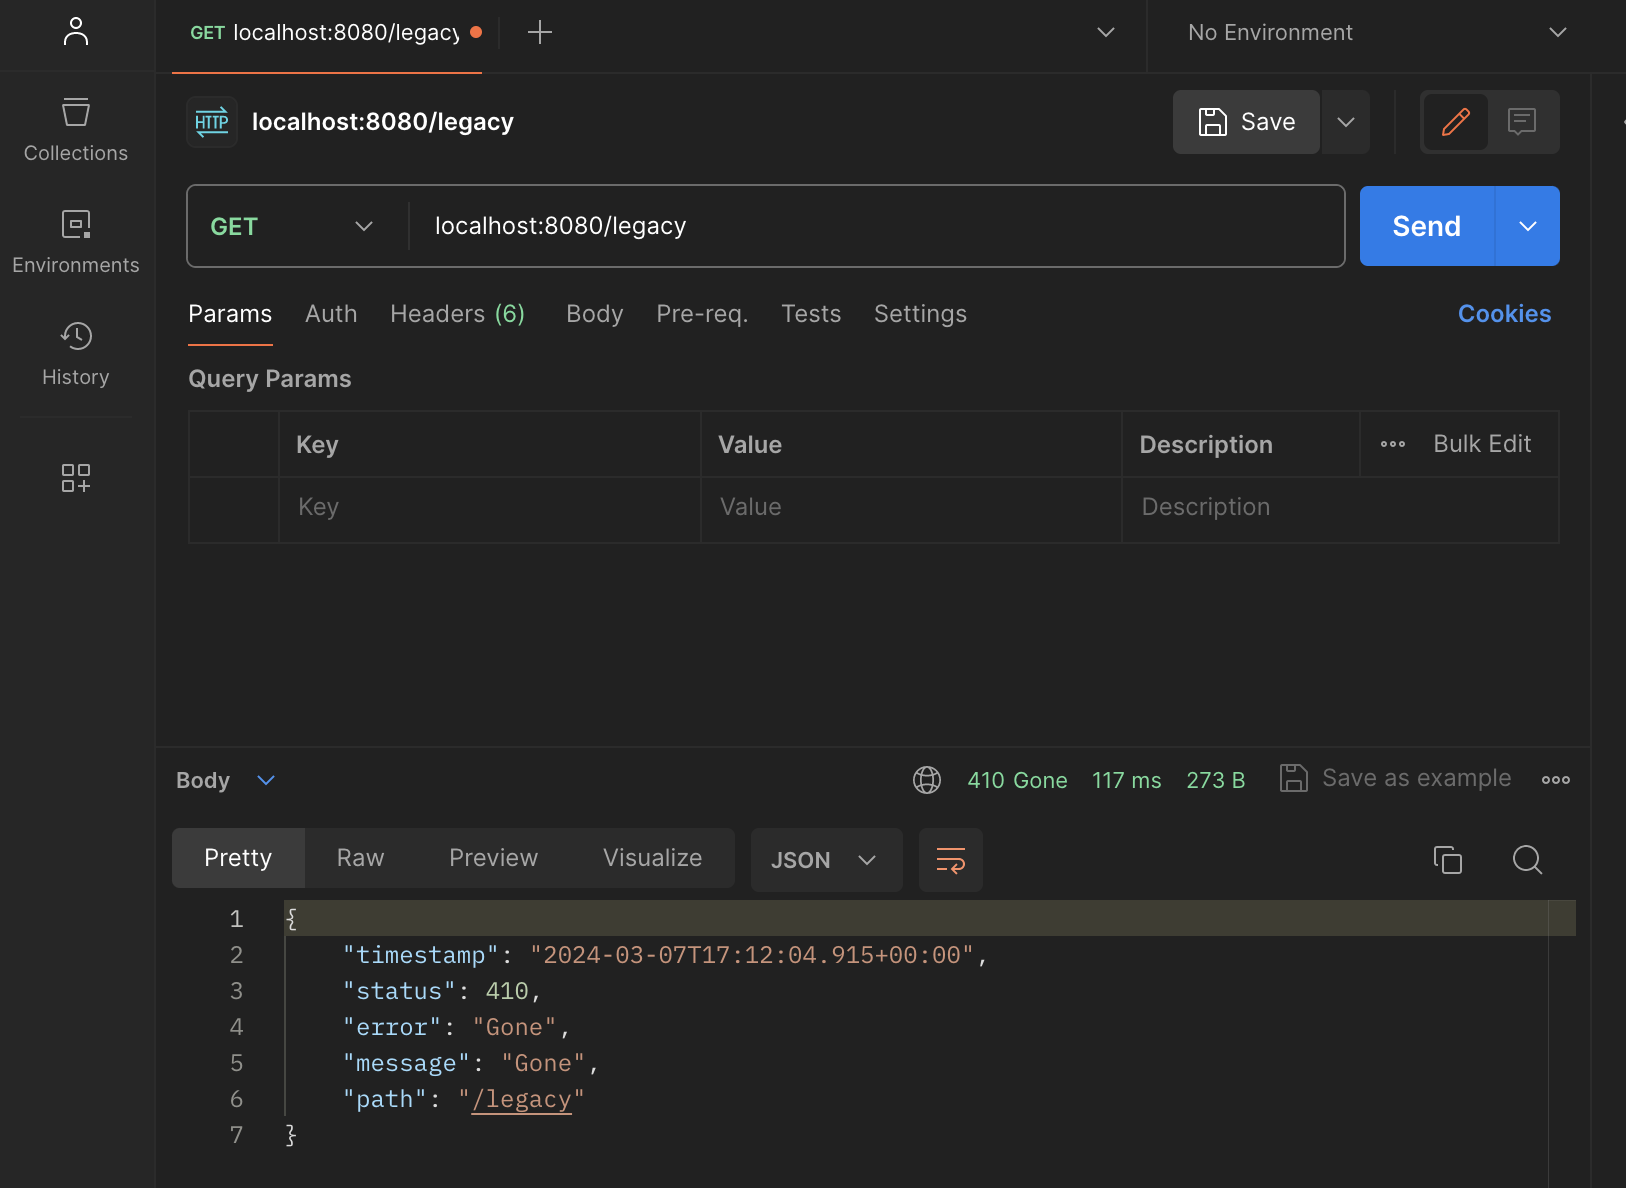 GET localhost:8080/legacy
No Environment
HTTP localhost:8080/legacy
Save
Collections
Environments
History
GET localhost:8080/legacy
Send
Params Auth Headers (6) Body Pre-req. Tests Settings Cookies
Query Params
Key Value Description Bulk Edit
Key Value Description
Body 410 Gone 117 ms 273 B Save as example
Pretty Raw Preview Visualize JSON
1 {
2 "timestamp": "2024-03-07T17:12:04.915+00:00",
3 "status": 410,
4 "error": "Gone",
5 "message": "Gone",
6 "path": "/legacy"
7 }